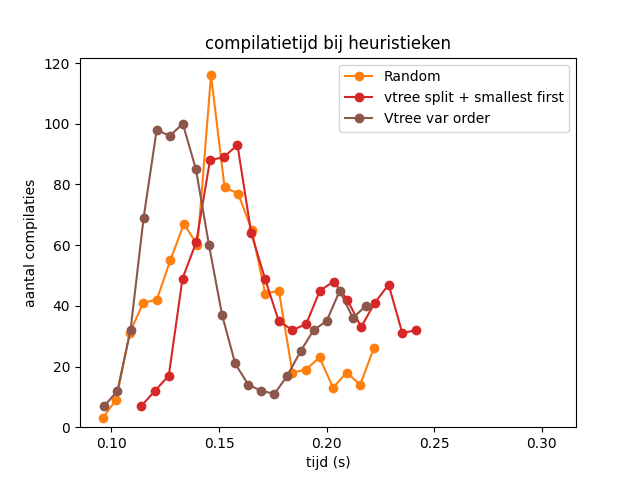 compilatietijd bij heuristieken
Random
vtree split + smallest first
Vtree var order
aantal compilaties
120
100
80
60
40
20
0
0.10 0.15 0.20 0.25 0.30
tijd (s)